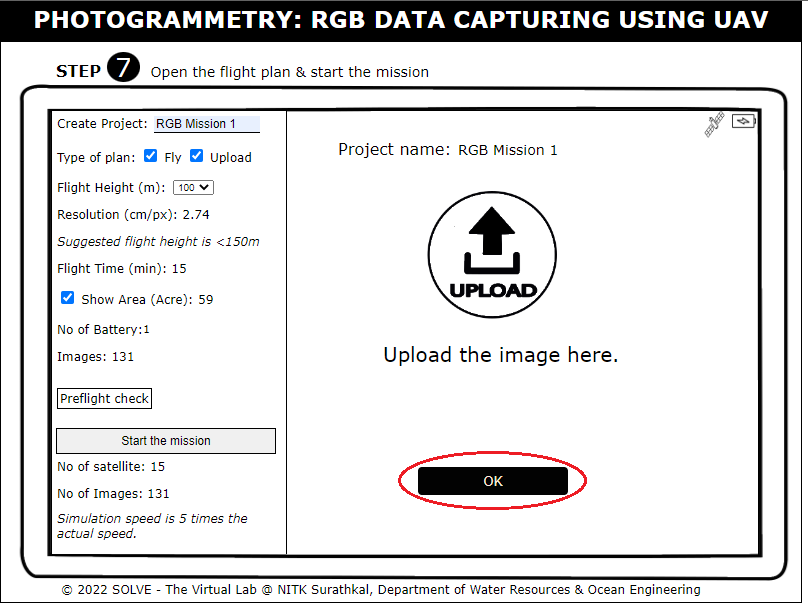 PHOTOGRAMMETRY: RGB DATA CAPTURING USING UAV
STEP 7 Open the flight plan & start the mission
Create Project: RGB Mission 1
Type of plan: Fly Upload
Flight Height (m): 100
Resolution (cm/px): 2.74
Suggested flight height is <150m
Flight Time (min): 15
Show Area (Acre): 59
No of Battery:1
Images: 131
Preflight check
Start the mission
No of satellite: 15
No of Images: 131
Simulation speed is 5 times the
actual speed.
Project name: RGB Mission 1
UPLOAD
Upload the image here.
OK
© 2022 SOLVE - The Virtual Lab @ NITK Surathkal, Department of Water Resources & Ocean Engineering